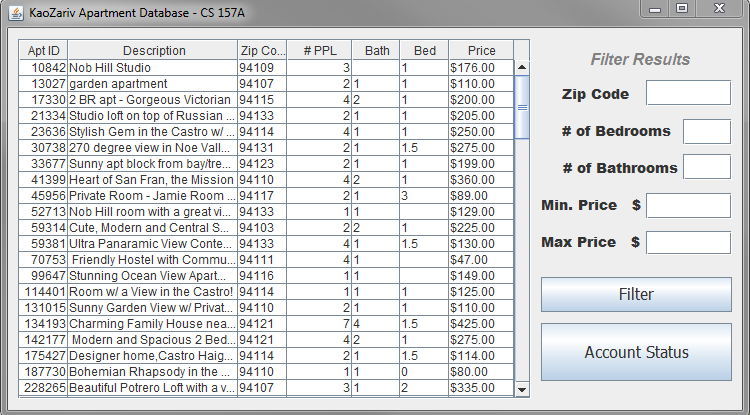 KaoZariv Apartment Database - CS 157A
Apt ID Description Zip Co... # PPL Bath Bed Price
10842 Nob Hill Studio 94109 3 1 $176.00
13027 garden apartment 94107 2 1 1 $110.00
17330 2 BR apt - Gorgeous Victorian 94115 4 2 1 $200.00
21334 Studio loft on top of Russian ... 94133 2 1 1 $205.00
23636 Stylish Gem in the Castro w/ ... 94114 4 1 1 $250.00
30738 270 degree view in Noe Vall... 94131 2 1 1.5 $275.00
33677 Sunny apt block from bay/tre... 94123 2 1 1 $199.00
41399 Heart of San Fran, the Mission 94110 4 2 1 $360.00
45956 Private Room - Jamie Room ... 94117 2 1 3 $89.00
52713 Nob Hill room with a great vi... 94133 1 1 $129.00
59314 Cute, Modern and Central S... 94103 2 2 1 $225.00
59381 Ultra Panaramic View Conte... 94133 4 1 1.5 $130.00
70753 Friendly Hostel with Commu... 94111 4 1 $47.00
99647 Stunning Ocean View Apart... 94116 1 1 $149.00
114401 Room w/ a View in the Castro! 94114 1 1 1 $125.00
131015 Sunny Garden View w/ Privat... 94110 2 1 1 $110.00
134193 Charming Family House nea... 94121 7 4 1.5 $425.00
142177 Modern and Spacious 2 Bed... 94121 4 2 1 $275.00
175427 Designer home,Castro Haig... 94114 2 1 1.5 $114.00
187730 Bohemian Rhapsody in the ... 94110 1 1 0 $80.00
228265 Beautiful Potrero Loft with a v... 94107 3 1 2 $335.00
Filter Results
Zip Code
# of Bedrooms
# of Bathrooms
Min. Price $
Max Price $
Filter
Account Status